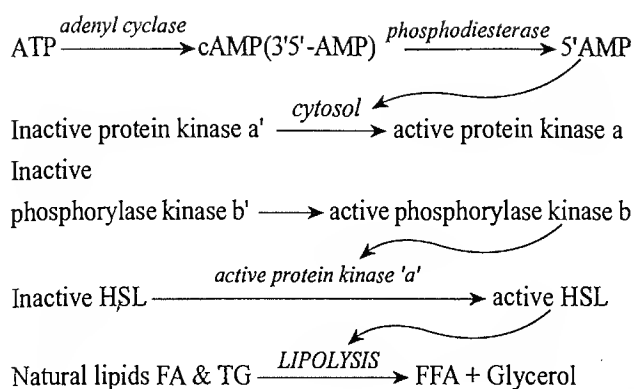 adenyl cyclase phosphodiesterase
ATP cAMP(3'5'-AMP) 5'AMP
cytosol
Inactive protein kinase a' active protein kinase a
Inactive
phosphorylase kinase b' active phosphorylase kinase b
active protein kinase 'a'
Inactive HSL active HSL
LIPOLYSIS
Natural lipids FA & TG FFA + Glycerol